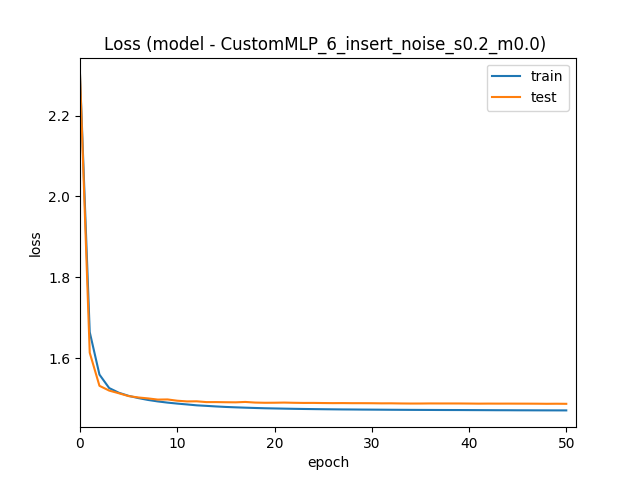 Loss (model - CustomMLP_6_insert_noise_s0.2_m0.0)
train
test
2.2
2.0
1.8
1.6
loss
0 10 20 30 40 50
epoch